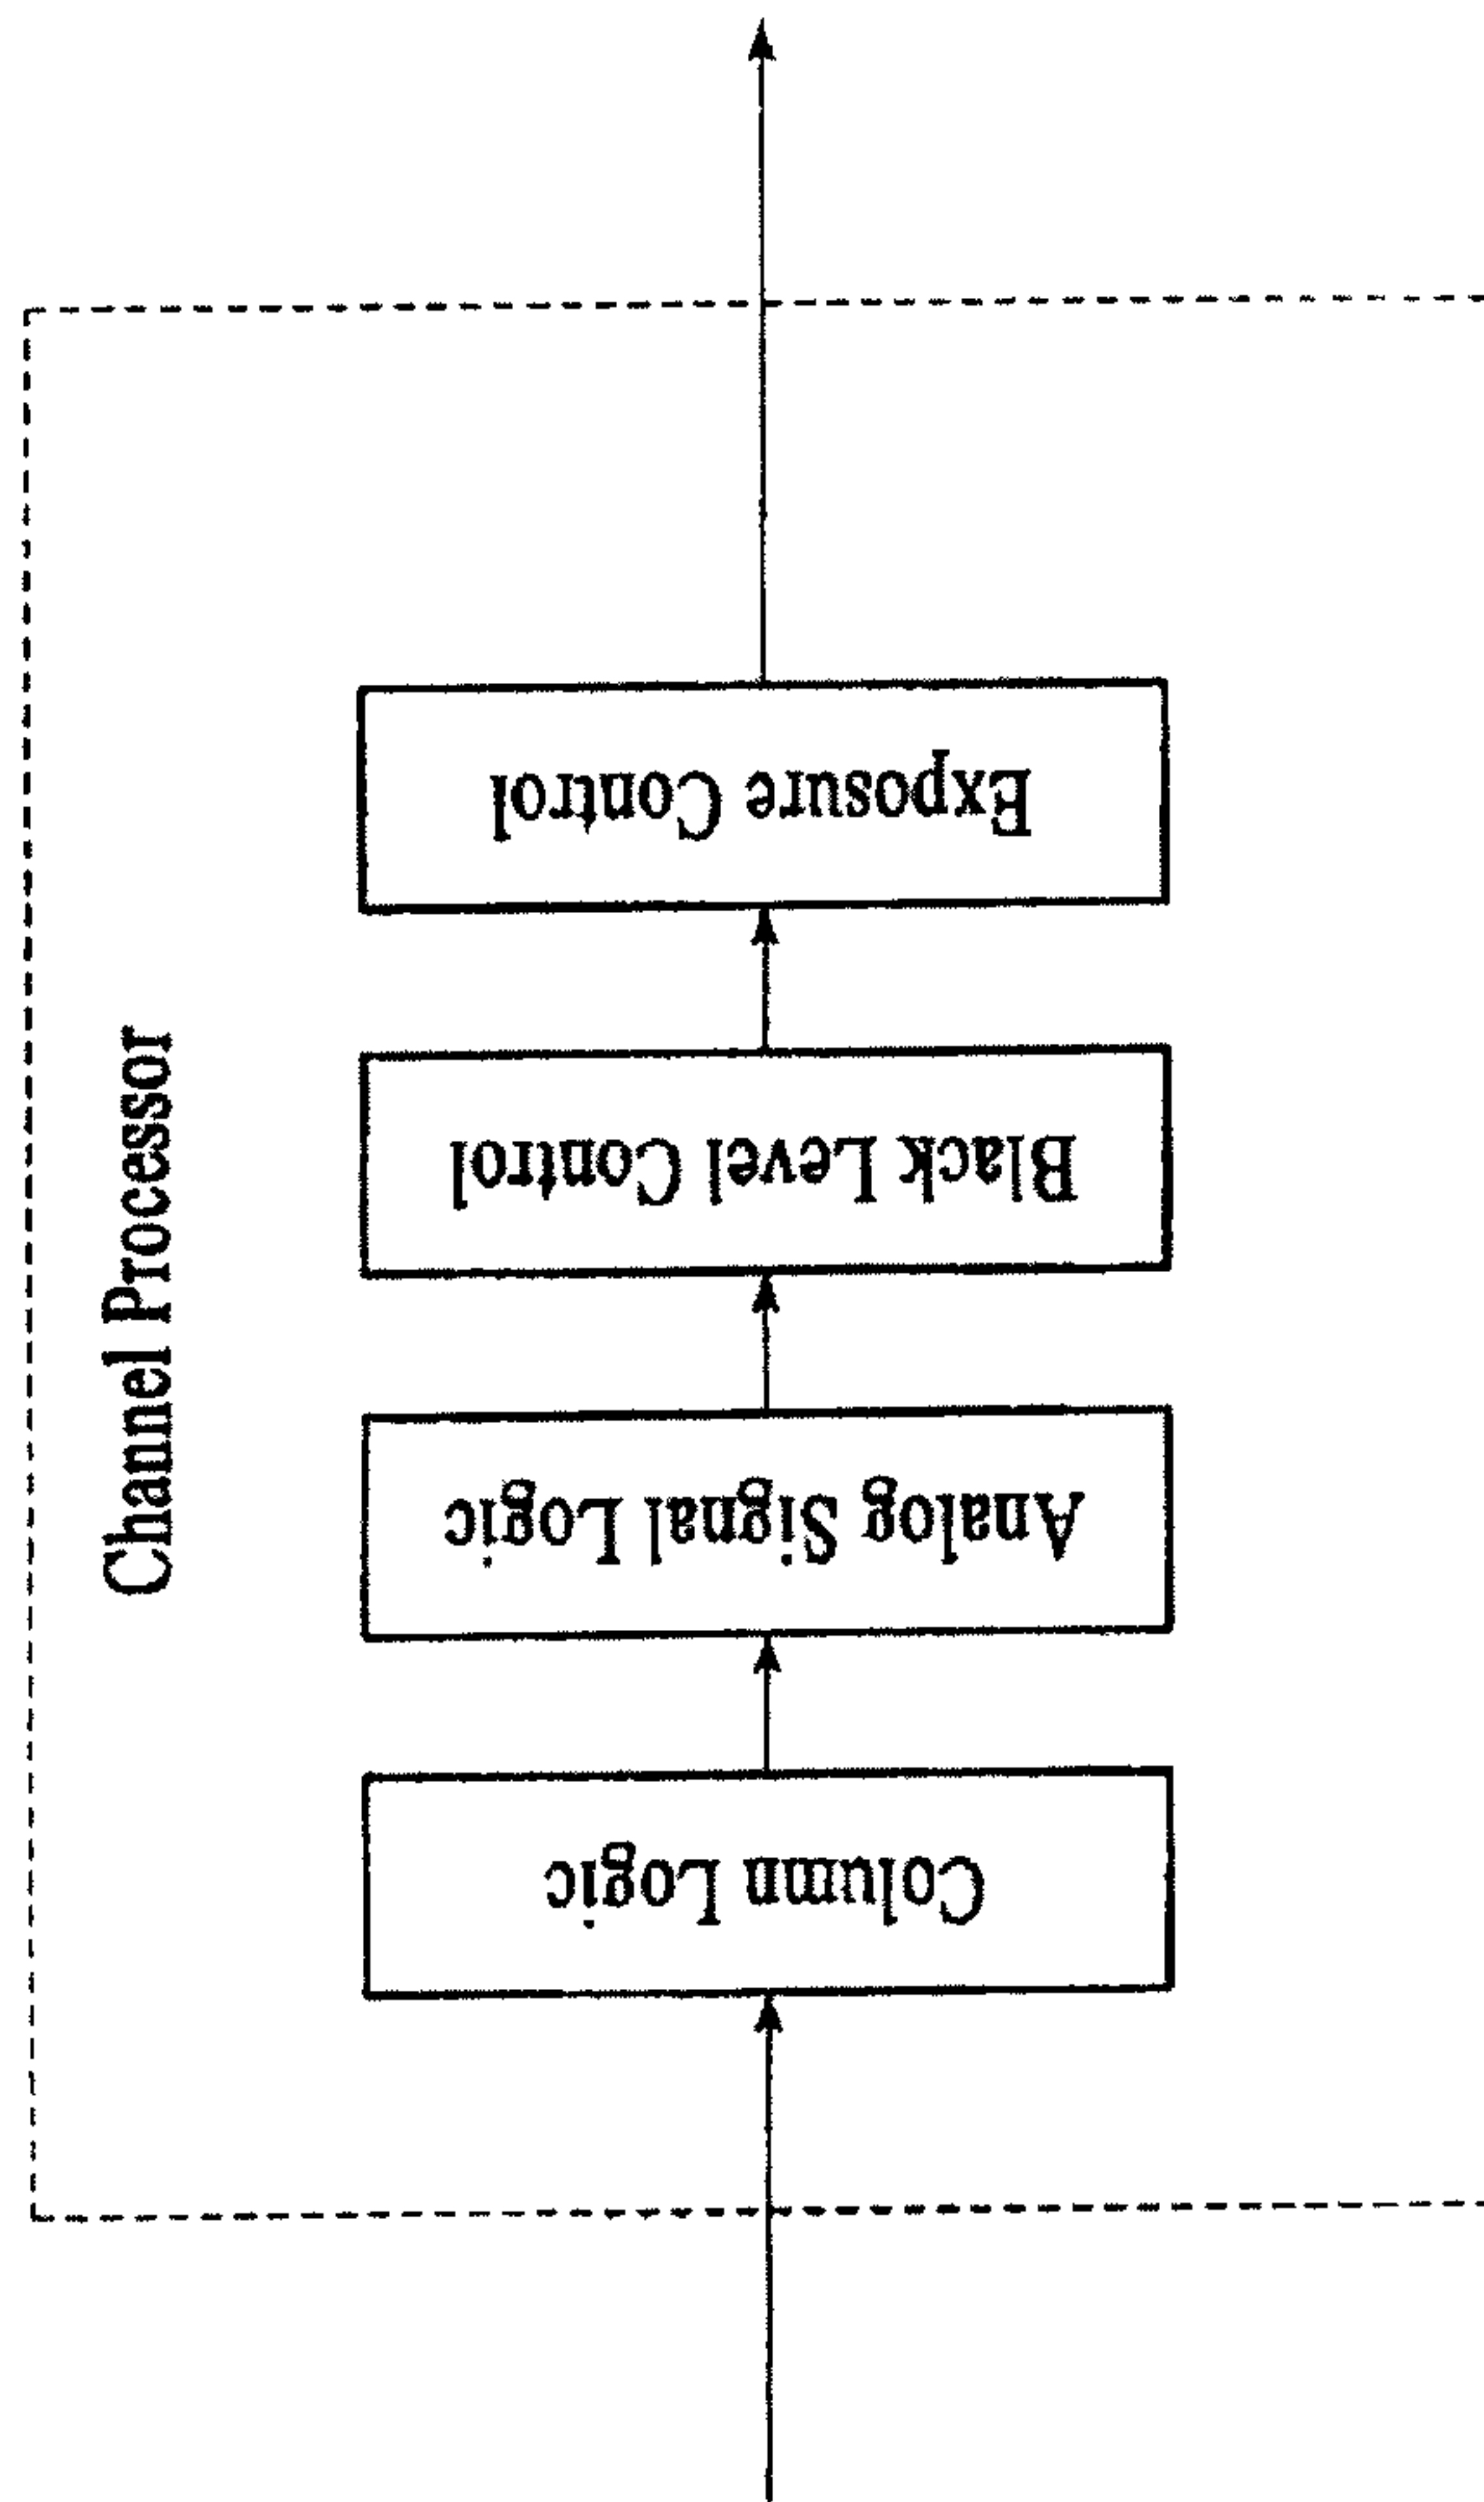 Channel Processor
Column Logic
Analog Signal Logic
Black Level Control
Exposure Control